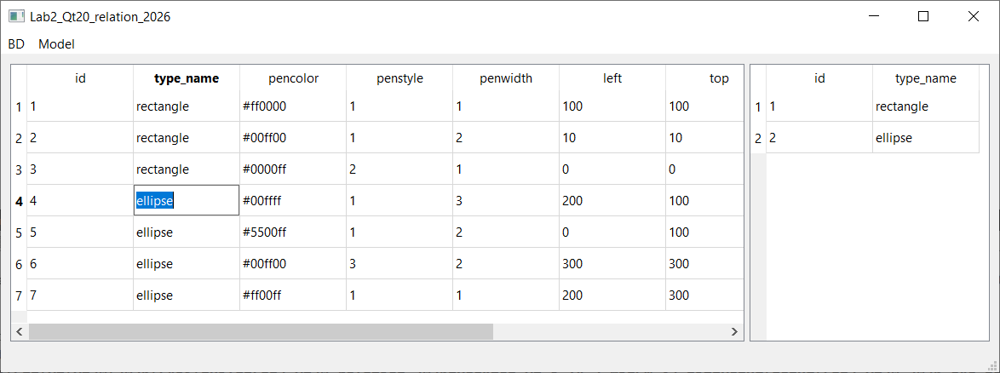 Lab2_Qt20_relation_2026
BD Model
id type_name pencolor penstyle penwidth left top
1 1 rectangle #ff0000 1 1 100 100
2 2 rectangle #00ff00 1 2 10 10
3 3 rectangle #0000ff 2 1 0 0
4 4 ellipse #00ffff 1 3 200 100
5 5 ellipse #5500ff 1 2 0 100
6 6 ellipse #00ff00 3 2 300 300
7 7 ellipse #ff00ff 1 1 200 300
id type_name
1 1 rectangle
2 2 ellipse